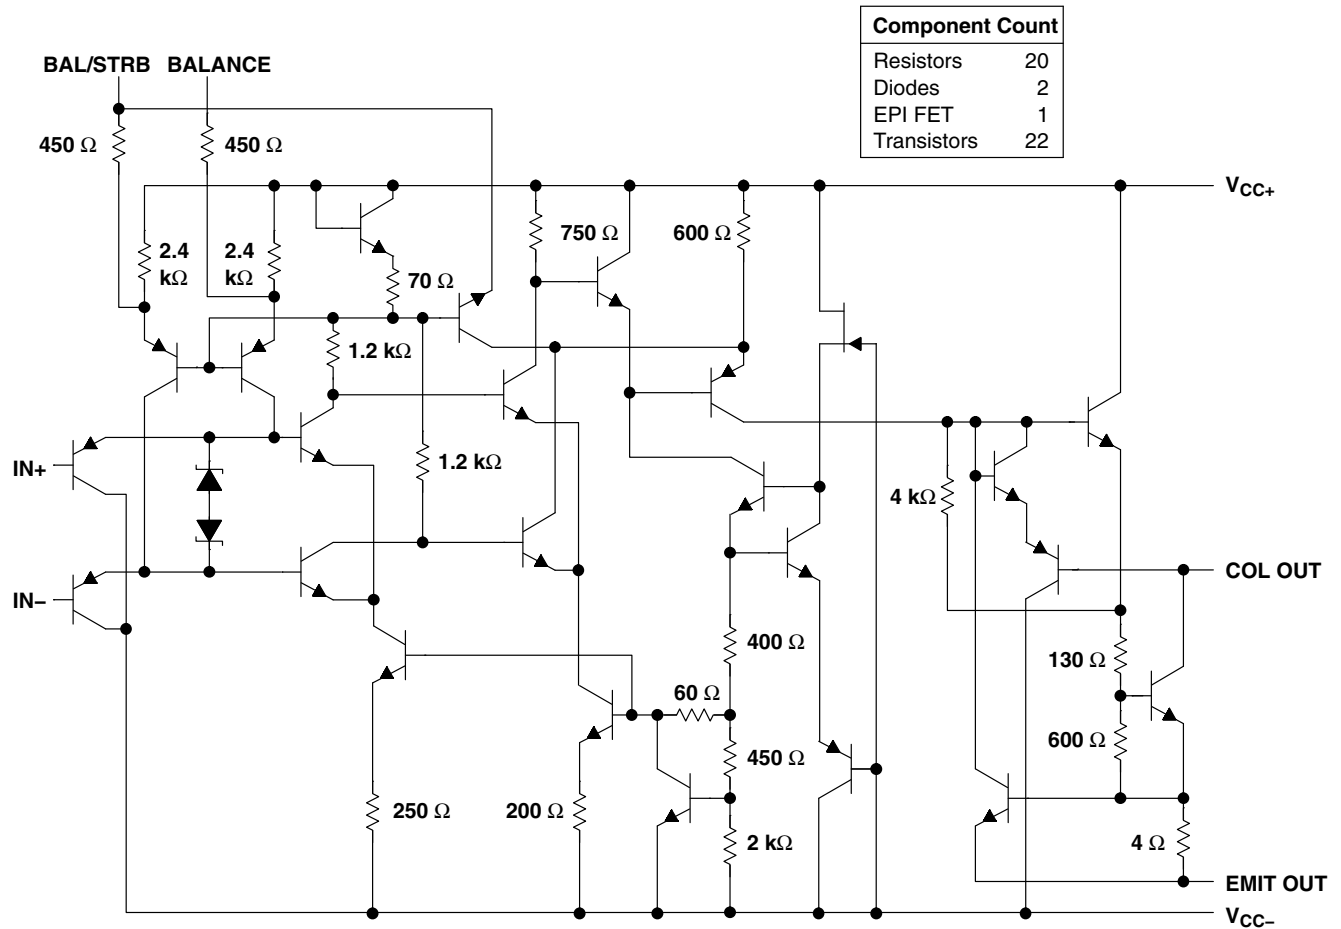 Component Count
Resistors 20
Diodes 2
EPI FET 1
Transistors 22
BAL/STRB BALANCE
450 Ω 450 Ω
VCC+
2.4 kΩ
2.4 kΩ
70 Ω
750 Ω
600 Ω
1.2 kΩ
IN+
1.2 kΩ
4 kΩ
COL OUT
IN−
400 Ω
130 Ω
60 Ω
450 Ω
600 Ω
250 Ω
200 Ω
2 kΩ
4 Ω
EMIT OUT
VCC−